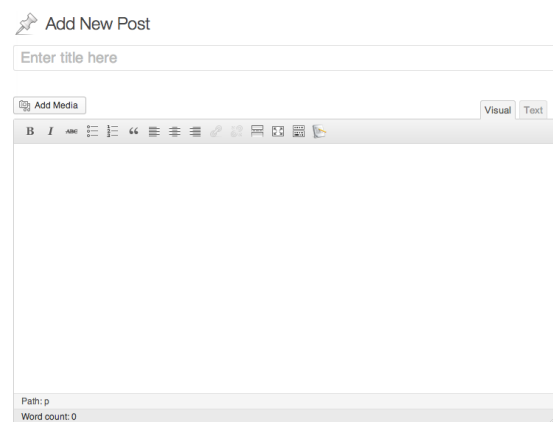 Add New Post
Enter title here
Add Media
Visual Text
B I ABC
Path: p
Word count: 0